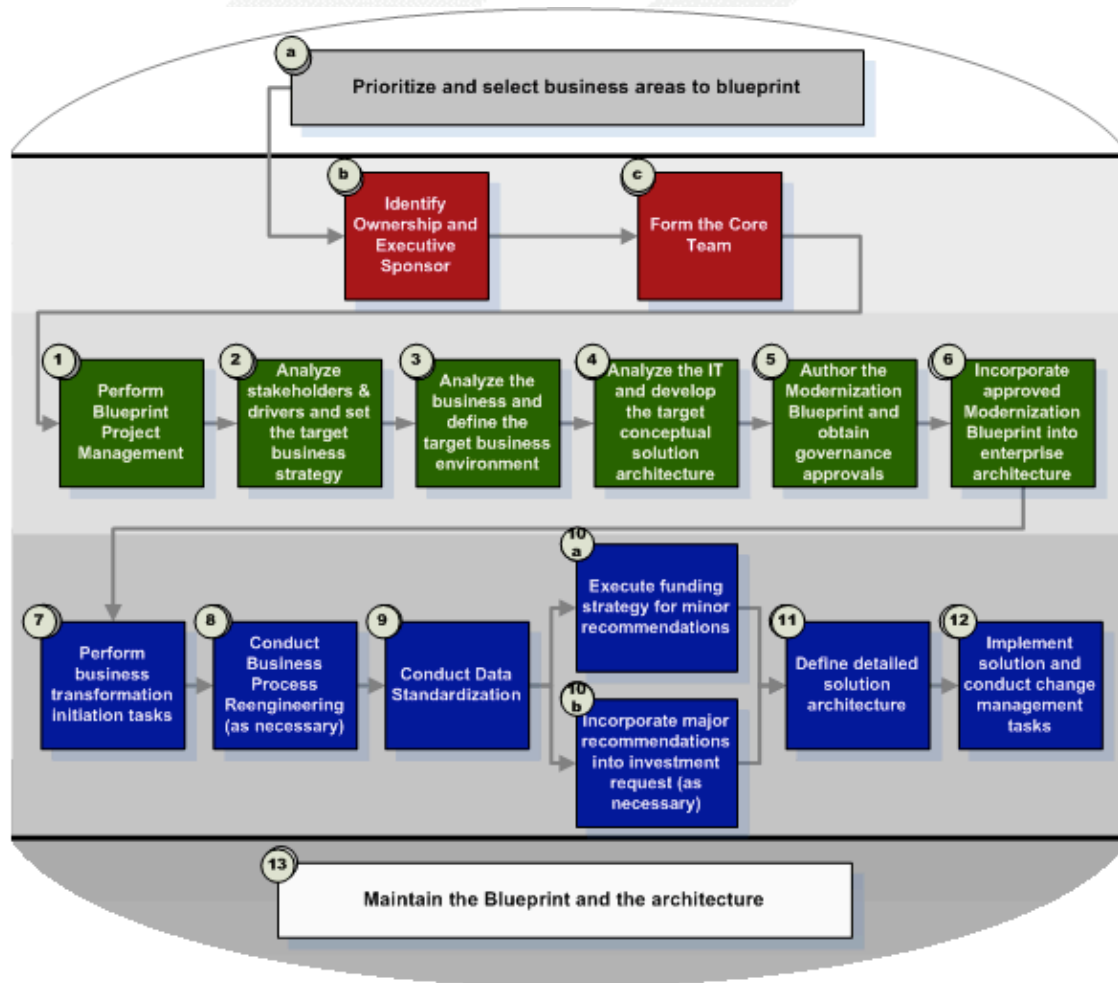 a
Prioritize and select business areas to blueprint
b
Identify
Ownership and
Executive
Sponsor
c
Form the Core
Team
1
Perform
Blueprint
Project
Management
2
Analyze
stakeholders &
drivers and set
the target
business
strategy
3
Analyze the
business and
define the
target business
environment
4
Analyze the IT
and develop
the target
conceptual
solution
architecture
5
Author the
Modernization
Blueprint and
obtain
governance
approvals
6
Incorporate
approved
Modernization
Blueprint into
enterprise
architecture
7
Perform
business
transformation
initiation tasks
8
Conduct
Business
Process
Reengineering
(as necessary)
9
Conduct Data
Standardization
10
a
Execute funding
strategy for minor
recommendations
10
b
Incorporate major
recommendations
into investment
request (as
necessary)
11
Define detailed
solution
architecture
12
Implement
solution and
conduct change
management
tasks
13
Maintain the Blueprint and the architecture